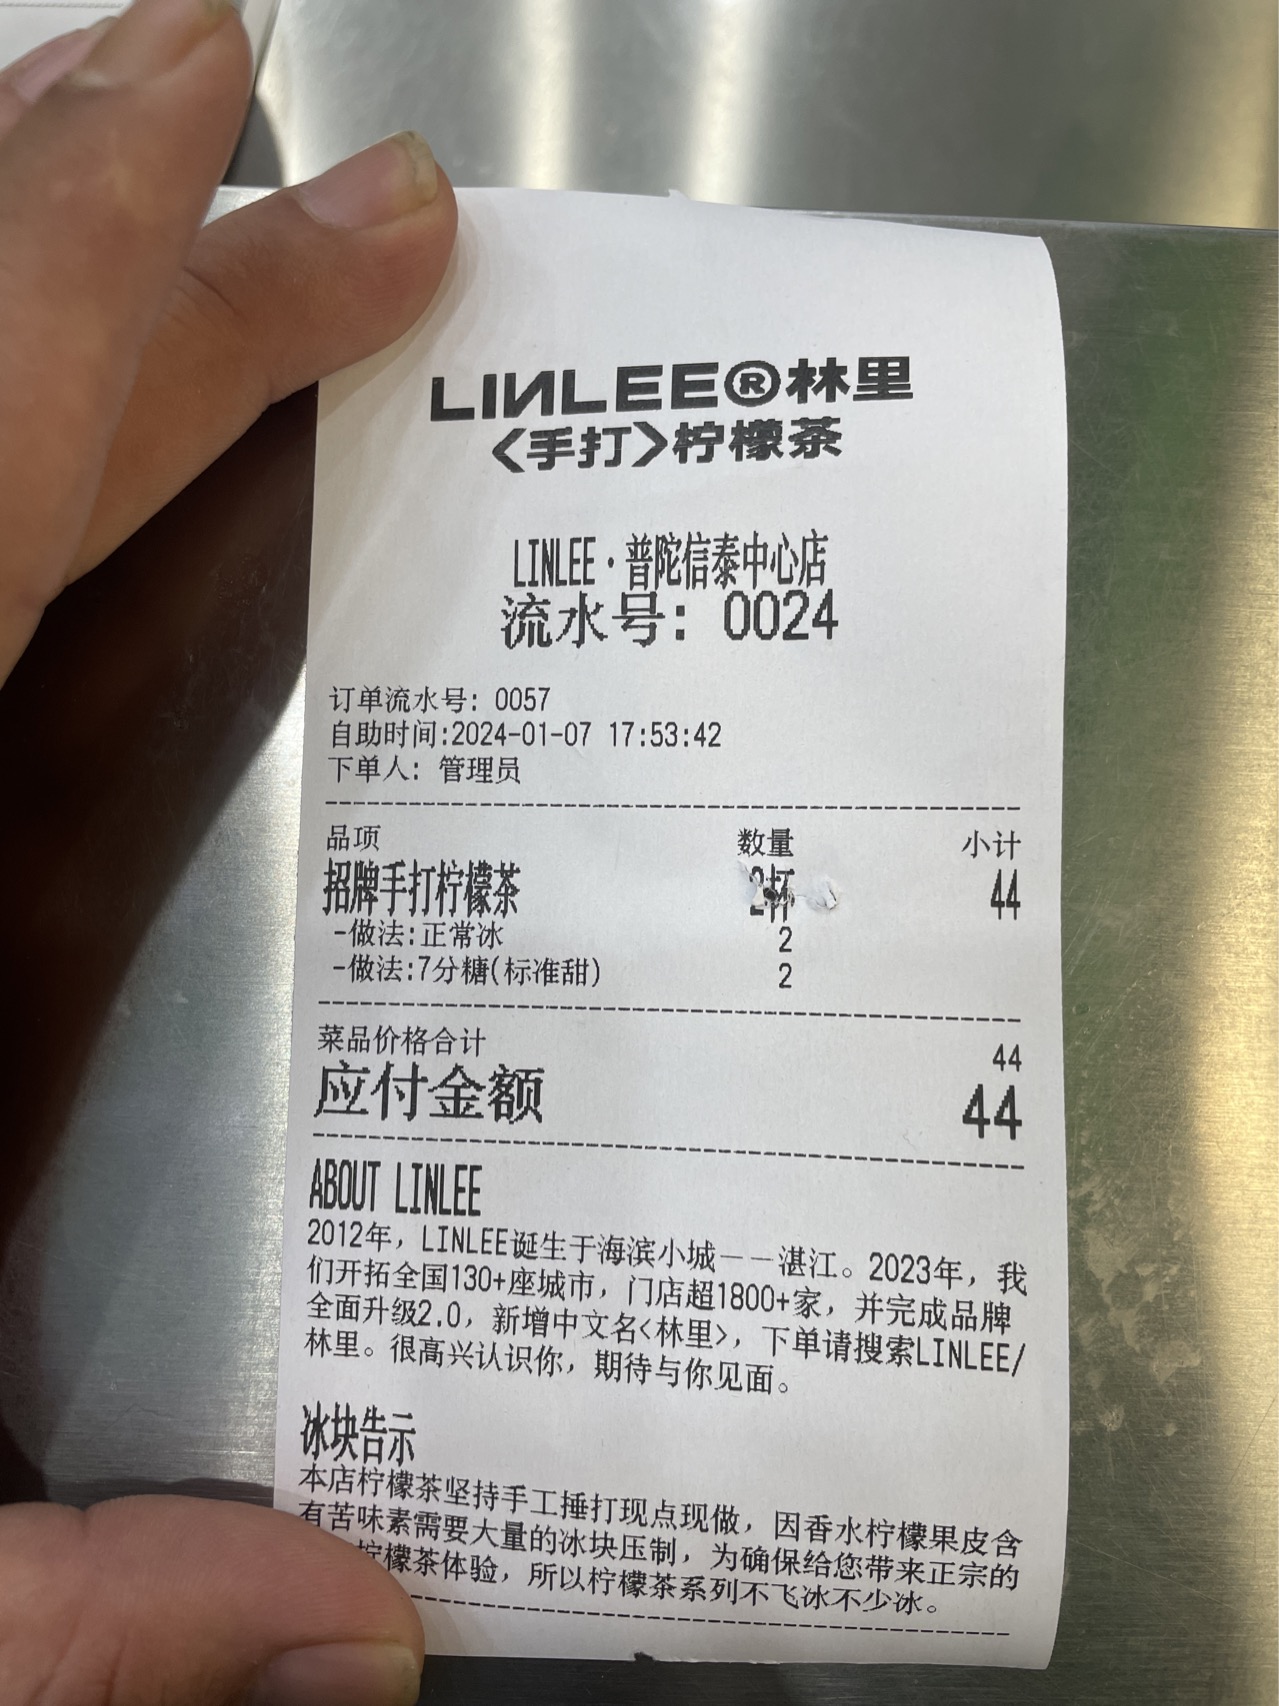 LINLEE®林里
<手打>柠檬茶
LINLEE·普陀信泰中心店
流水号: 0024
订单流水号: 0057
自助时间:2024-01-07 17:53:42
下单人: 管理员
品项 数量 小计
招牌手打柠檬茶 2杯 44
-做法:正常冰 2
-做法:7分糖(标准甜) 2
菜品价格合计 44
应付金额 44
ABOUT LINLEE
2012年，LINLEE诞生于海滨小城——湛江。2023年，我
们开拓全国130+座城市，门店超1800+家，并完成品牌
全面升级2.0，新增中文名<林里>，下单请搜索LINLEE/
林里。很高兴认识你，期待与你见面。
冰块告示
本店柠檬茶坚持手工捶打现点现做，因香水柠檬果皮含
有苦味素需要大量的冰块压制，为确保给您带来正宗的
柠檬茶体验，所以柠檬茶系列不飞冰不少冰。